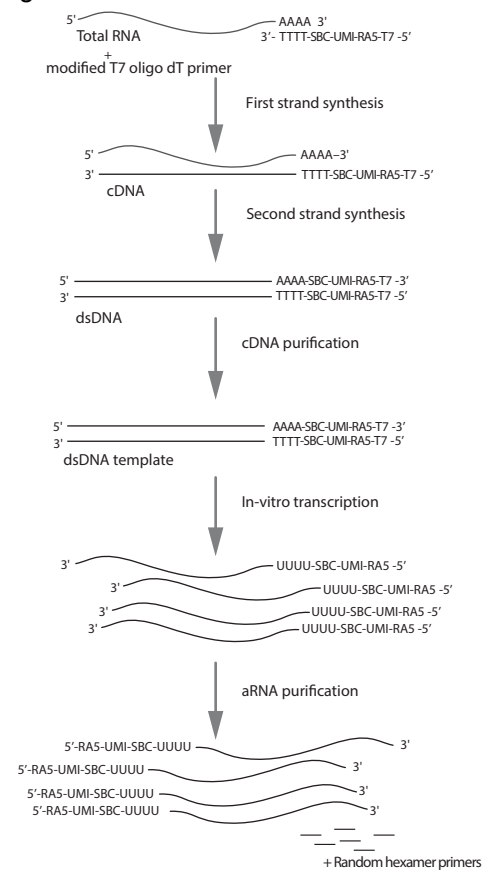 5' AAAA 3'
Total RNA 3'- TTTT-SBC-UMI-RA5-T7 -5'
+
modified T7 oligo dT primer
First strand synthesis
5' AAAA–3'
3' TTTT-SBC-UMI-RA5-T7 -5'
cDNA
Second strand synthesis
5' AAAA-SBC-UMI-RA5-T7 -3'
3' TTTT-SBC-UMI-RA5-T7 -5'
dsDNA
cDNA purification
5' AAAA-SBC-UMI-RA5-T7 -3'
3' TTTT-SBC-UMI-RA5-T7 -5'
dsDNA template
In-vitro transcription
3' UUUU-SBC-UMI-RA5 -5'
3' UUUU-SBC-UMI-RA5 -5'
3' UUUU-SBC-UMI-RA5 -5'
3' UUUU-SBC-UMI-RA5 -5'
aRNA purification
5'-RA5-UMI-SBC-UUUU 3'
5'-RA5-UMI-SBC-UUUU 3'
5'-RA5-UMI-SBC-UUUU 3'
5'-RA5-UMI-SBC-UUUU 3'
+ Random hexamer primers